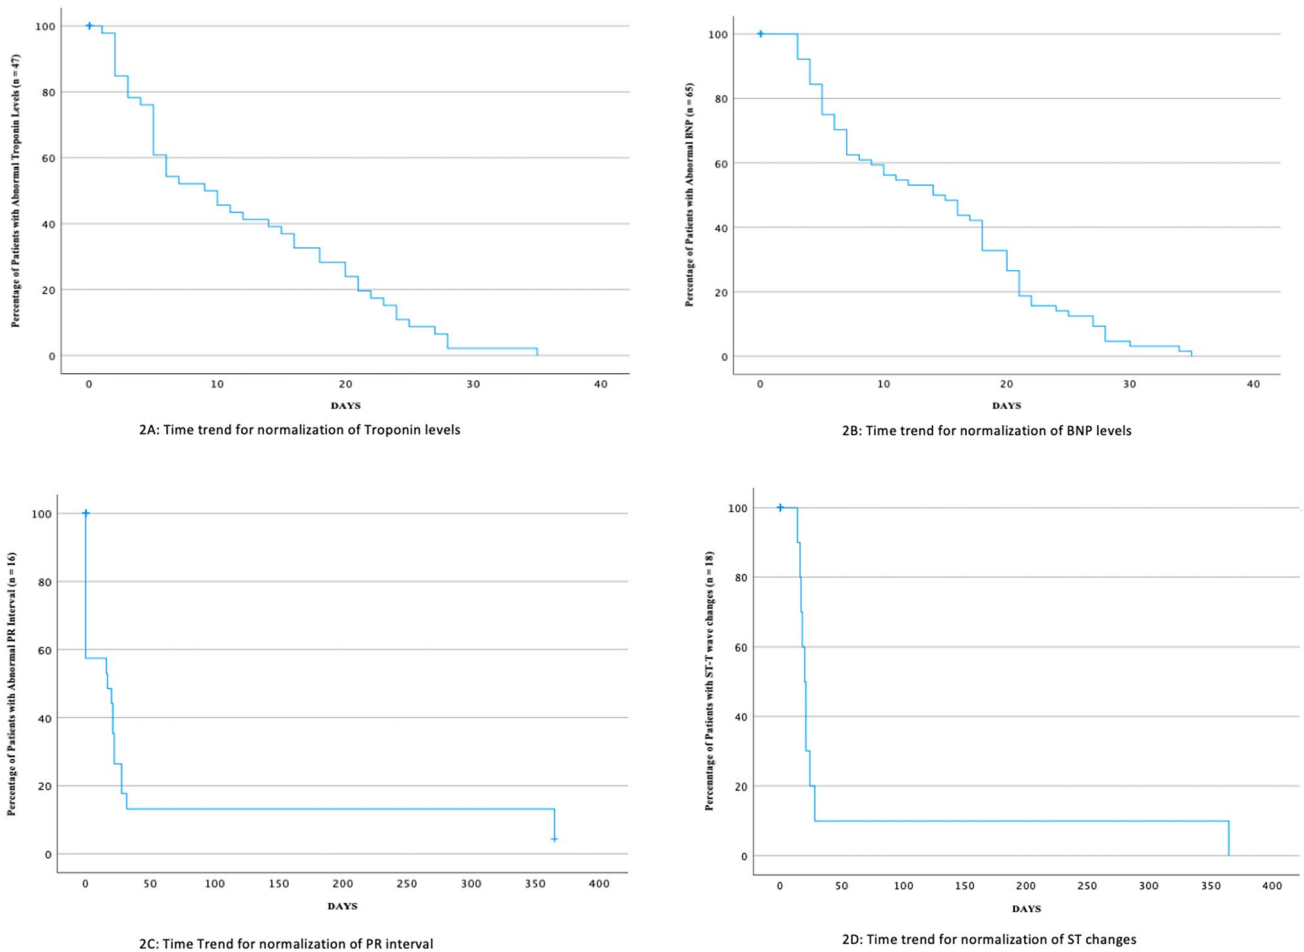 Percentage of Patients with Abnormal Troponin Levels (n = 47)
100
80
60
40
20
0
0 10 20 30 40
DAYS
2A: Time trend for normalization of Troponin levels
Percentage of Patients with Abnormal BNP (n = 65)
100
80
60
40
20
0
0 10 20 30 40
DAYS
2B: Time trend for normalization of BNP levels
Percentage of Patients with Abnormal PR Interval (n = 16)
100
80
60
40
20
0
0 50 100 150 200 250 300 350 400
DAYS
2C: Time Trend for normalization of PR interval
Percenntage of Patients with ST-T wave changes (n = 18)
100
80
60
40
20
0
0 50 100 150 200 250 300 350 400
DAYS
2D: Time trend for normalization of ST changes